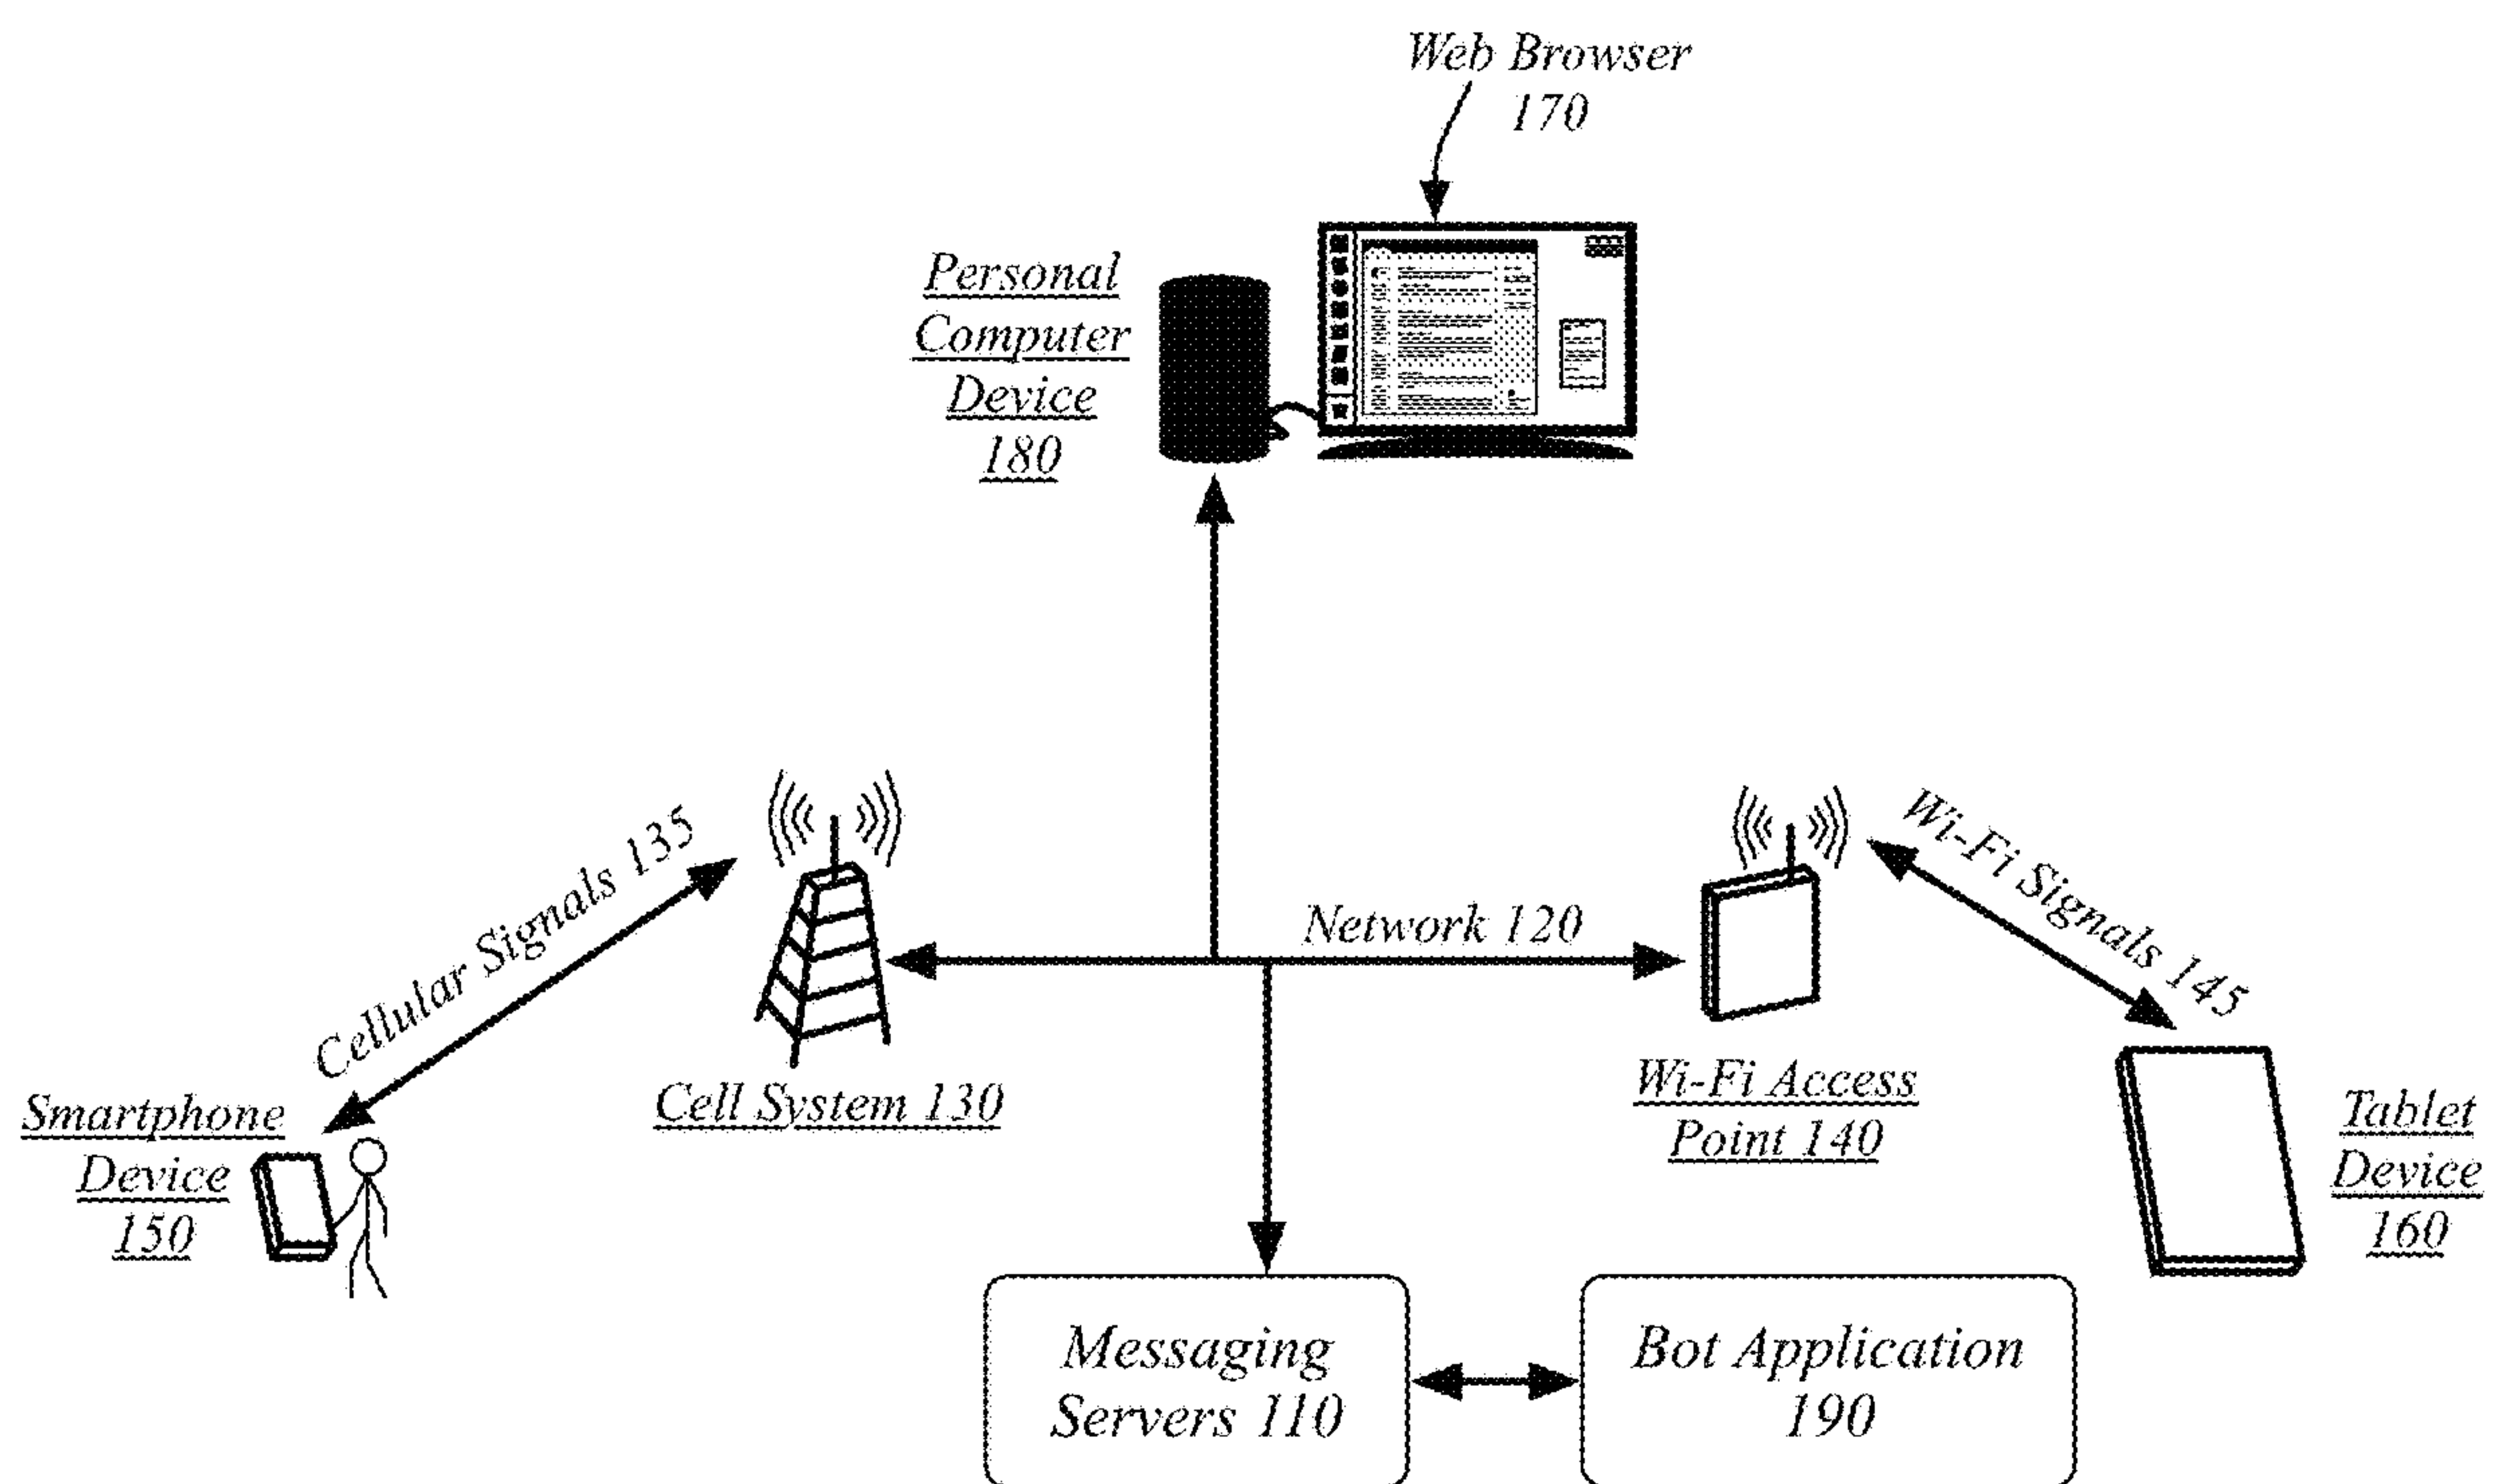 Web Browser
170
Personal
Computer
Device
180
Cellular Signals 135
Wi-Fi Signals 145
Network 120
Cell System 130
Wi-Fi Access
Point 140
Smartphone
Device
150
Tablet
Device
160
Messaging
Servers 110
Bot Application
190